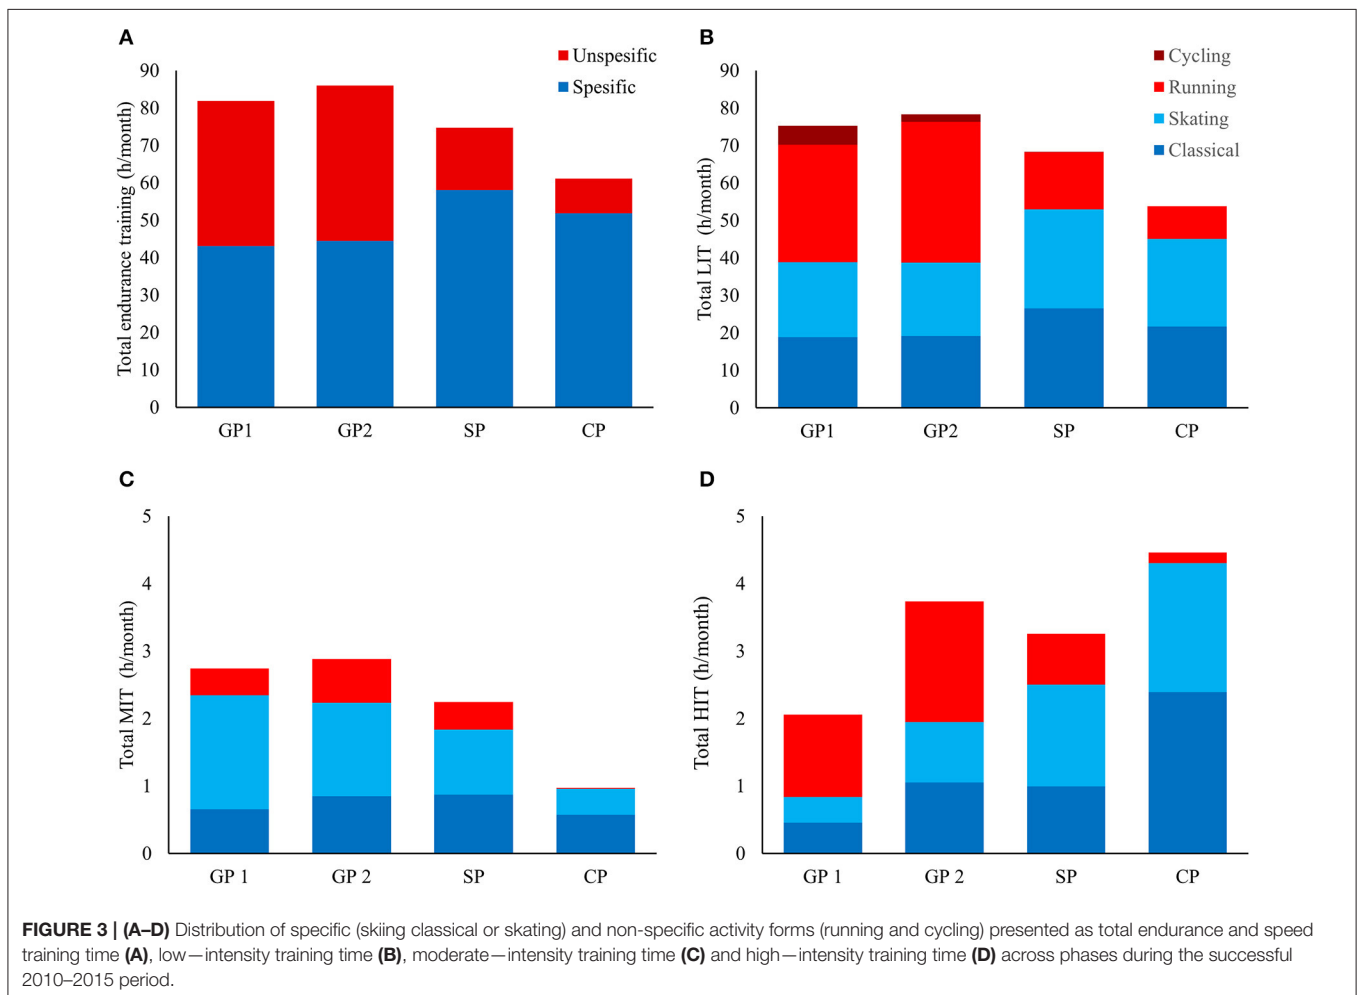 A
Unspesific
Spesific
Total endurance training (h/month)
90
80
70
60
50
40
30
20
10
0
GP1 GP2 SP CP
B
Cycling
Running
Skating
Classical
Total LIT (h/month)
90
80
70
60
50
40
30
20
10
0
GP1 GP2 SP CP
C
Total MIT (h/month)
5
4
3
2
1
0
GP 1 GP 2 SP CP
D
Total HIT (h/month)
5
4
3
2
1
0
GP 1 GP 2 SP CP
FIGURE 3 | (A–D) Distribution of specific (skiing classical or skating) and non-specific activity forms (running and cycling) presented as total endurance and speed
training time (A), low—intensity training time (B), moderate—intensity training time (C) and high—intensity training time (D) across phases during the successful
2010–2015 period.